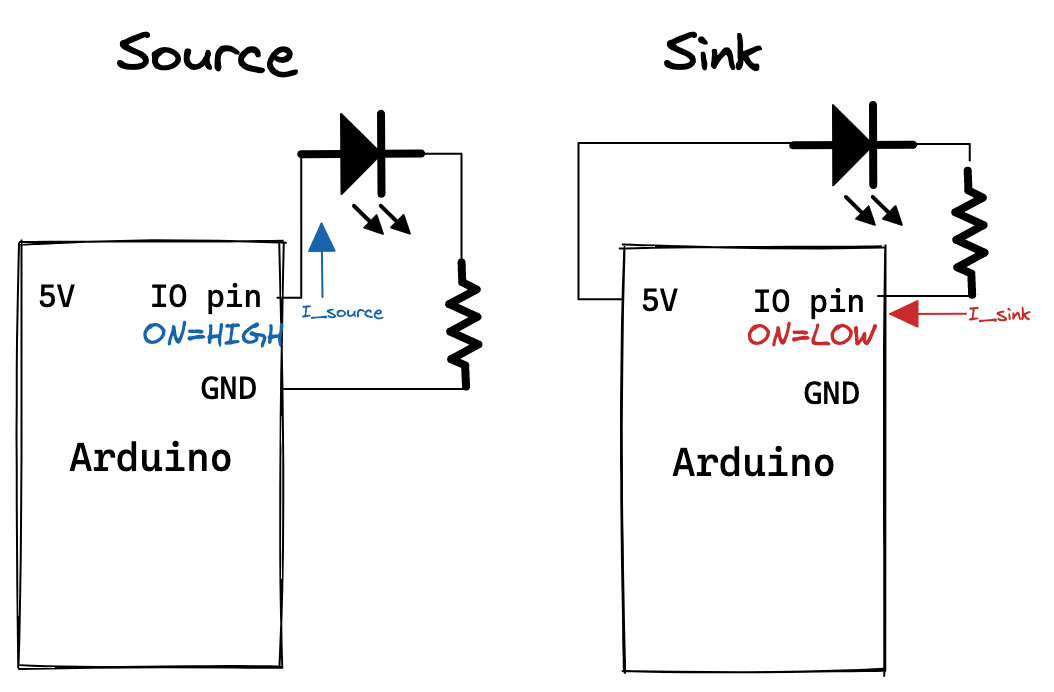 Source
5V
IO pin
ON=HIGH
I_source
GND
Arduino
Sink
5V
IO pin
ON=LOW
I_sink
GND
Arduino